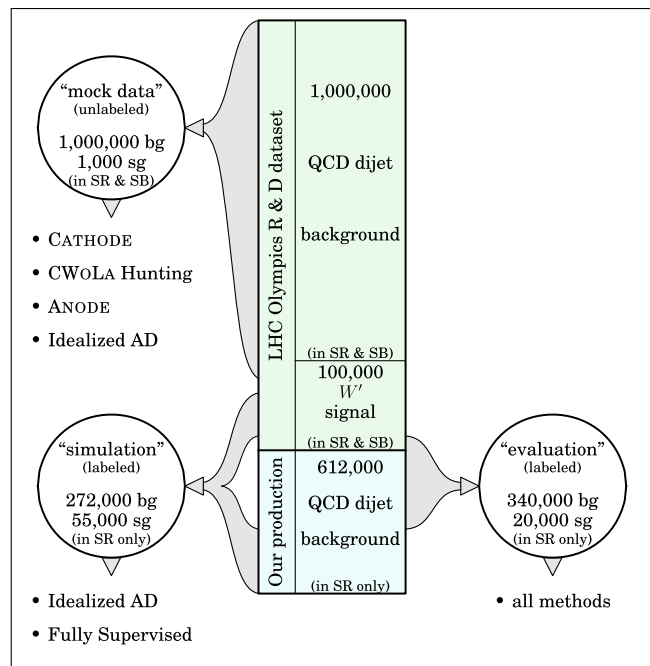 “mock data”
(unlabeled)
1,000,000 bg
1,000 sg
(in SR & SB)
• CATHODE
• CWOLA Hunting
• ANODE
• Idealized AD
LHC Olympics R & D dataset
1,000,000
QCD dijet
background
(in SR & SB)
100,000
W′
signal
(in SR & SB)
“simulation”
(labeled)
272,000 bg
55,000 sg
(in SR only)
• Idealized AD
• Fully Supervised
Our production
612,000
QCD dijet
background
(in SR only)
“evaluation”
(labeled)
340,000 bg
20,000 sg
(in SR only)
• all methods